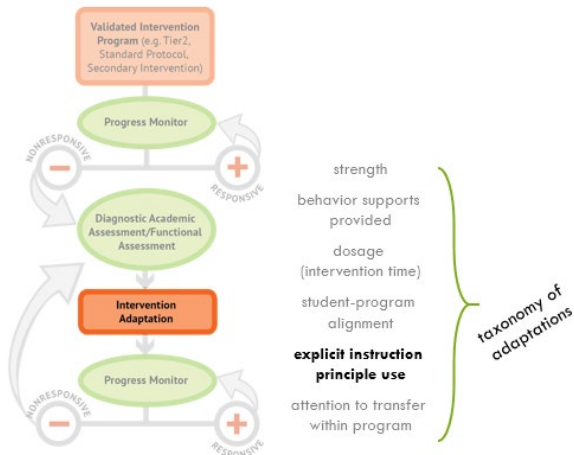 Validated Intervention
Program (e.g. Tier2,
Standard Protocol,
Secondary Intervention)
Progress Monitor
NONRESPONSIVE
RESPONSIVE
Diagnostic Academic
Assessment/Functional
Assessment
Intervention
Adaptation
Progress Monitor
NONRESPONSIVE
RESPONSIVE
strength
behavior supports
provided
dosage
(intervention time)
student-program
alignment
explicit instruction
principle use
attention to transfer
within program
taxonomy of
adaptations